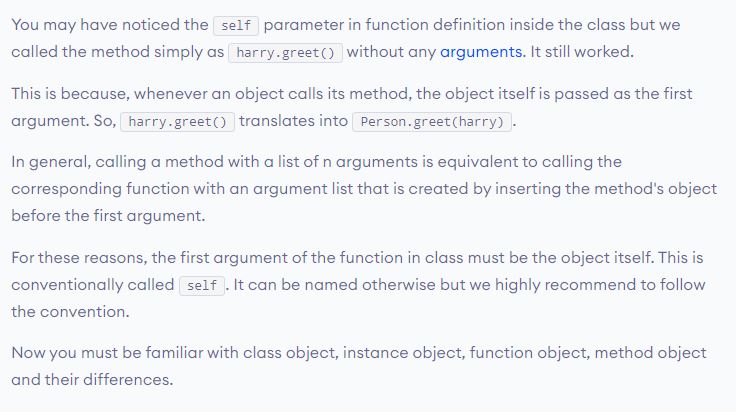 You may have noticed the self parameter in function definition inside the class but we
called the method simply as harry.greet() without any arguments. It still worked.
This is because, whenever an object calls its method, the object itself is passed as the first
argument. So, harry.greet() translates into Person.greet(harry).
In general, calling a method with a list of n arguments is equivalent to calling the
corresponding function with an argument list that is created by inserting the method's object
before the first argument.
For these reasons, the first argument of the function in class must be the object itself. This is
conventionally called self. It can be named otherwise but we highly recommend to follow
the convention.
Now you must be familiar with class object, instance object, function object, method object
and their differences.